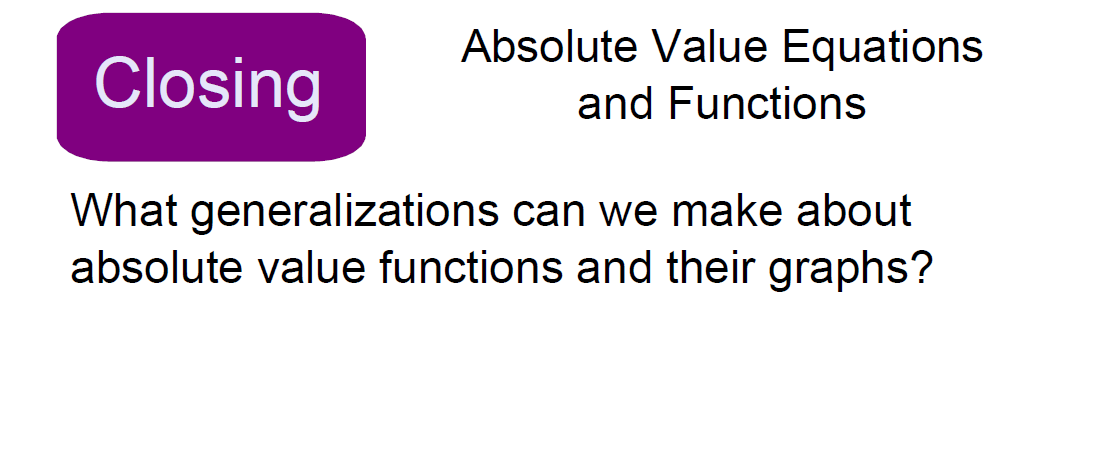 Closing
Absolute Value Equations
and Functions
What generalizations can we make about
absolute value functions and their graphs?